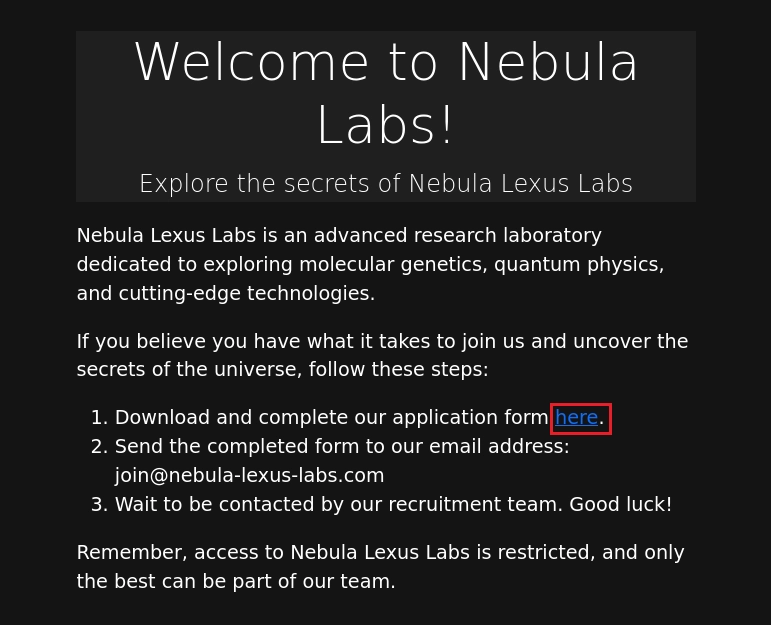 Welcome to Nebula
Labs!
Explore the secrets of Nebula Lexus Labs
Nebula Lexus Labs is an advanced research laboratory
dedicated to exploring molecular genetics, quantum physics,
and cutting-edge technologies.
If you believe you have what it takes to join us and uncover the
secrets of the universe, follow these steps:
1. Download and complete our application form here.
2. Send the completed form to our email address:
join@nebula-lexus-labs.com
3. Wait to be contacted by our recruitment team. Good luck!
Remember, access to Nebula Lexus Labs is restricted, and only
the best can be part of our team.